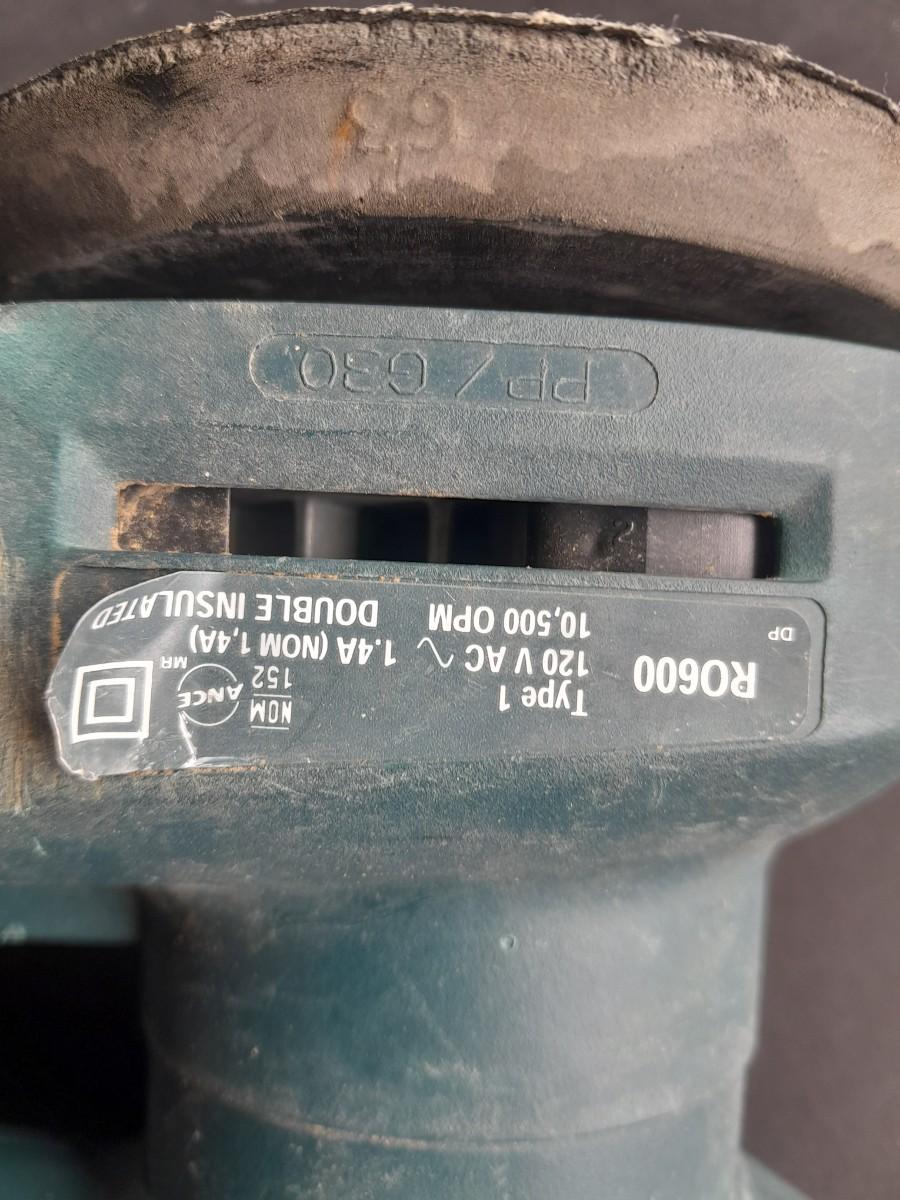 RO600
DP
Type 1
120 V AC ~
10,500 OPM
1.4A (NOM 1,4A)
DOUBLE INSULATED
NOM
152
ANCE
MR
PP / G30
2